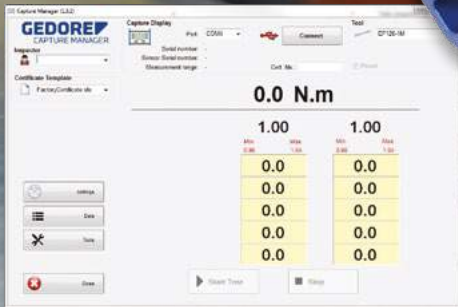 Capture Manager (1.3.2)
GEDORE
CAPTURE MANAGER
Inspector
Certificate Template
FactoryCertificate.xls
Capture Display
Port
Connect
Serial number
Sensor Serial number
Measurement range
Cert. No.
Tool
0.0 N.m
1.00 1.00
Min Max Min Max
0.0 0.0
0.0 0.0
0.0 0.0
0.0 0.0
0.0 0.0
Settings
Data
Tools
Close
Start Test
Stop